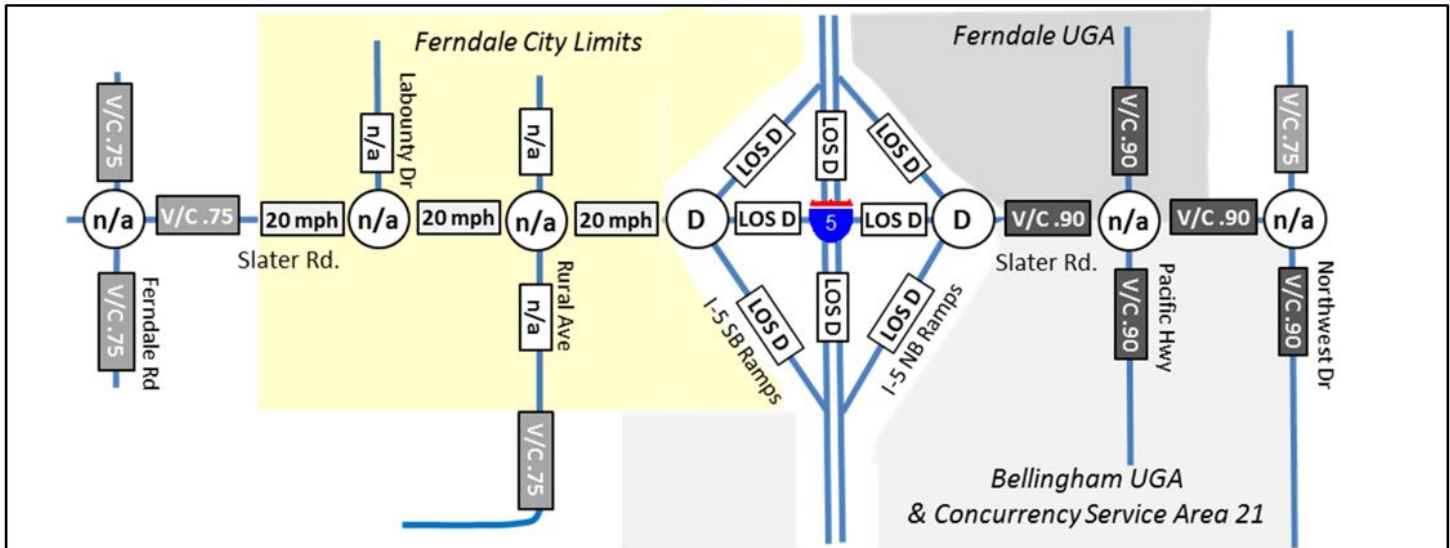 Ferndale City Limits
Ferndale UGA
V/C .75
Labounty Dr
n/a
n/a
LOS D
LOS D
LOS D
V/C .90
V/C .75
n/a
V/C .75
20 mph
n/a
20 mph
n/a
20 mph
D
LOS D
5
LOS D
D
V/C .90
n/a
V/C .90
n/a
Slater Rd.
Slater Rd.
V/C .75
Ferndale Rd
n/a
Rural Ave
LOS D
I-5 SB Ramps
LOS D
LOS D
I-5 NB Ramps
V/C .90
Pacific Hwy
V/C .90
Northwest Dr
V/C .75
Bellingham UGA
& Concurrency Service Area 21